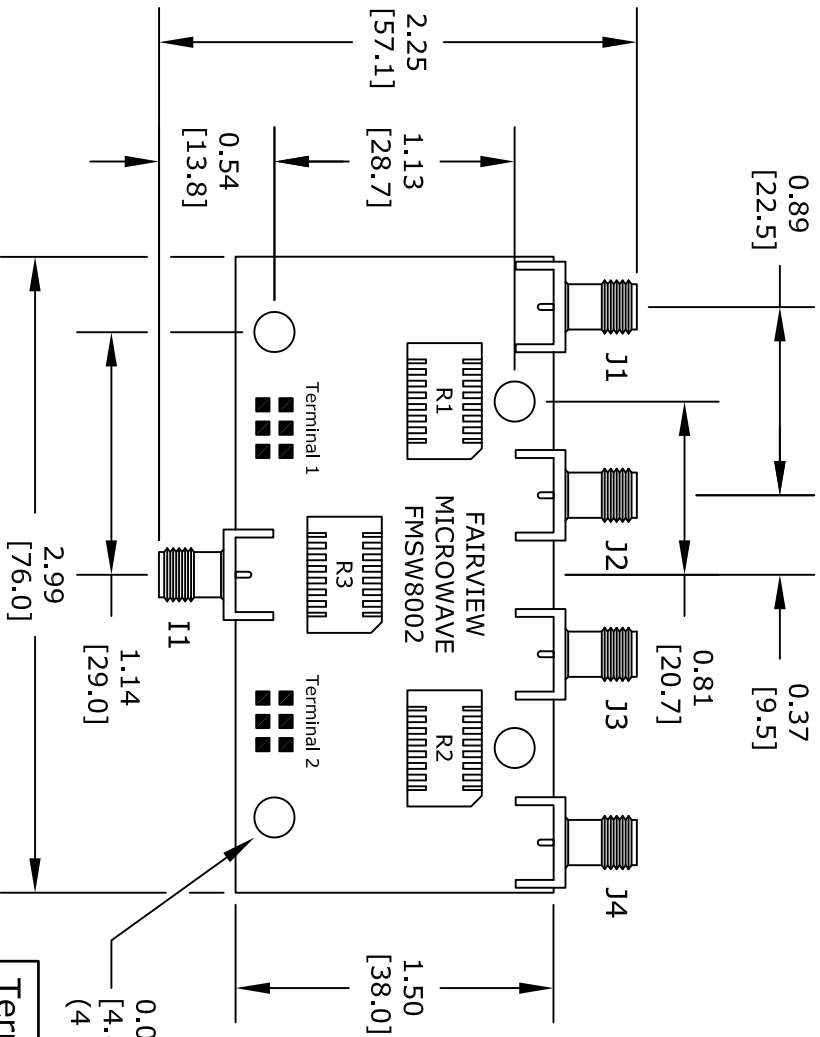 2.25
[57.1]
1.13
[28.7]
0.54
[13.8]
0.89
[22.5]
0.37
[9.5]
0.81
[20.7]
J1
J2
J3
J4
R1
R2
R3
FAIRVIEW
MICROWAVE
FMSW8002
Terminal 1
Terminal 2
I1
2.99
[76.0]
1.14
[29.0]
1.50
[38.0]
(4